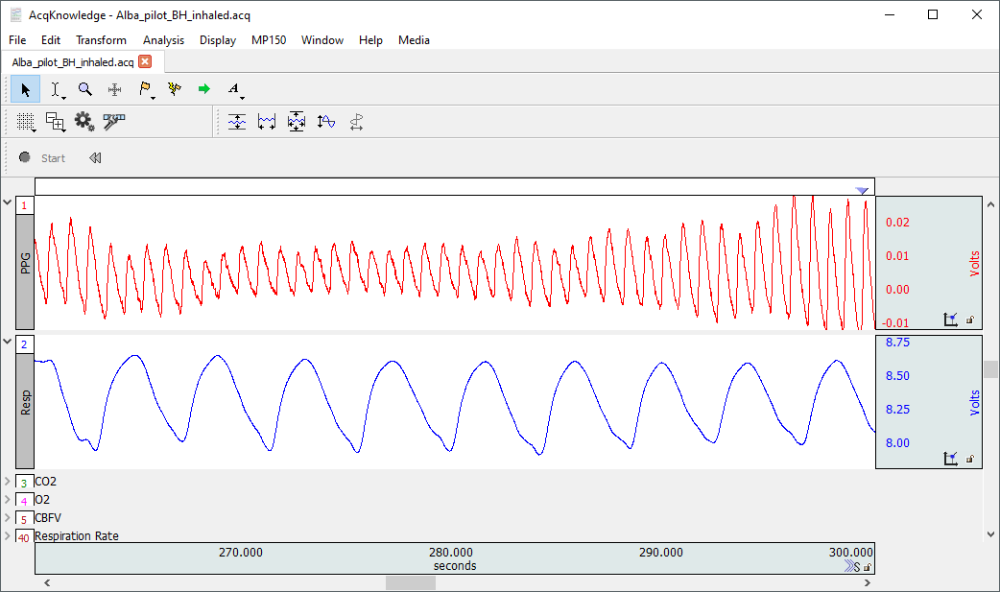 AcqKnowledge - Alba_pilot_BH_inhaled.acq
File Edit Transform Analysis Display MP150 Window Help Media
Alba_pilot_BH_inhaled.acq
A
Start
1
PPG
0.02
0.01
0.00
-0.01
Volts
2
Resp
8.75
8.50
8.25
8.00
Volts
3 CO2
4 O2
5 CBFV
40 Respiration Rate
270.000 280.000 290.000 300.000
seconds
S